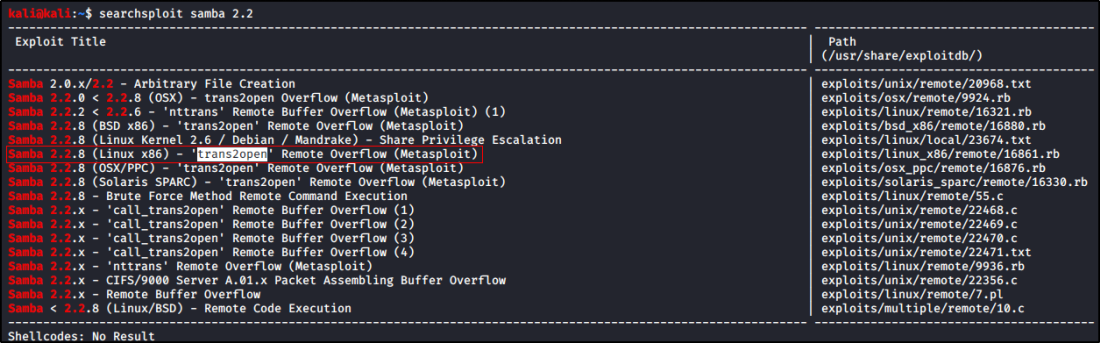 kali@kali:~$ searchsploit samba 2.2
Exploit Title | Path
| (/usr/share/exploitdb/)
Samba 2.0.x/2.2 - Arbitrary File Creation | exploits/unix/remote/20968.txt
Samba 2.2.0 < 2.2.8 (OSX) - trans2open Overflow (Metasploit) | exploits/osx/remote/9924.rb
Samba 2.2.2 < 2.2.6 - 'nttrans' Remote Buffer Overflow (Metasploit) (1) | exploits/linux/remote/16321.rb
Samba 2.2.8 (BSD x86) - 'trans2open' Remote Overflow (Metasploit) | exploits/bsd_x86/remote/16880.rb
Samba 2.2.8 (Linux Kernel 2.6 / Debian / Mandrake) - Share Privilege Escalation | exploits/linux/local/23674.txt
Samba 2.2.8 (Linux x86) - 'trans2open' Remote Overflow (Metasploit) | exploits/linux_x86/remote/16861.rb
Samba 2.2.8 (OSX/PPC) - 'trans2open' Remote Overflow (Metasploit) | exploits/osx_ppc/remote/16876.rb
Samba 2.2.8 (Solaris SPARC) - 'trans2open' Remote Overflow (Metasploit) | exploits/solaris_sparc/remote/16330.rb
Samba 2.2.8 - Brute Force Method Remote Command Execution | exploits/linux/remote/55.c
Samba 2.2.x - 'call_trans2open' Remote Buffer Overflow (1) | exploits/unix/remote/22468.c
Samba 2.2.x - 'call_trans2open' Remote Buffer Overflow (2) | exploits/unix/remote/22469.c
Samba 2.2.x - 'call_trans2open' Remote Buffer Overflow (3) | exploits/unix/remote/22470.c
Samba 2.2.x - 'call_trans2open' Remote Buffer Overflow (4) | exploits/unix/remote/22471.txt
Samba 2.2.x - 'nttrans' Remote Overflow (Metasploit) | exploits/linux/remote/9936.rb
Samba 2.2.x - CIFS/9000 Server A.01.x Packet Assembling Buffer Overflow | exploits/unix/remote/22356.c
Samba 2.2.x - Remote Buffer Overflow | exploits/linux/remote/7.pl
Samba < 2.2.8 (Linux/BSD) - Remote Code Execution | exploits/multiple/remote/10.c
Shellcodes: No Result